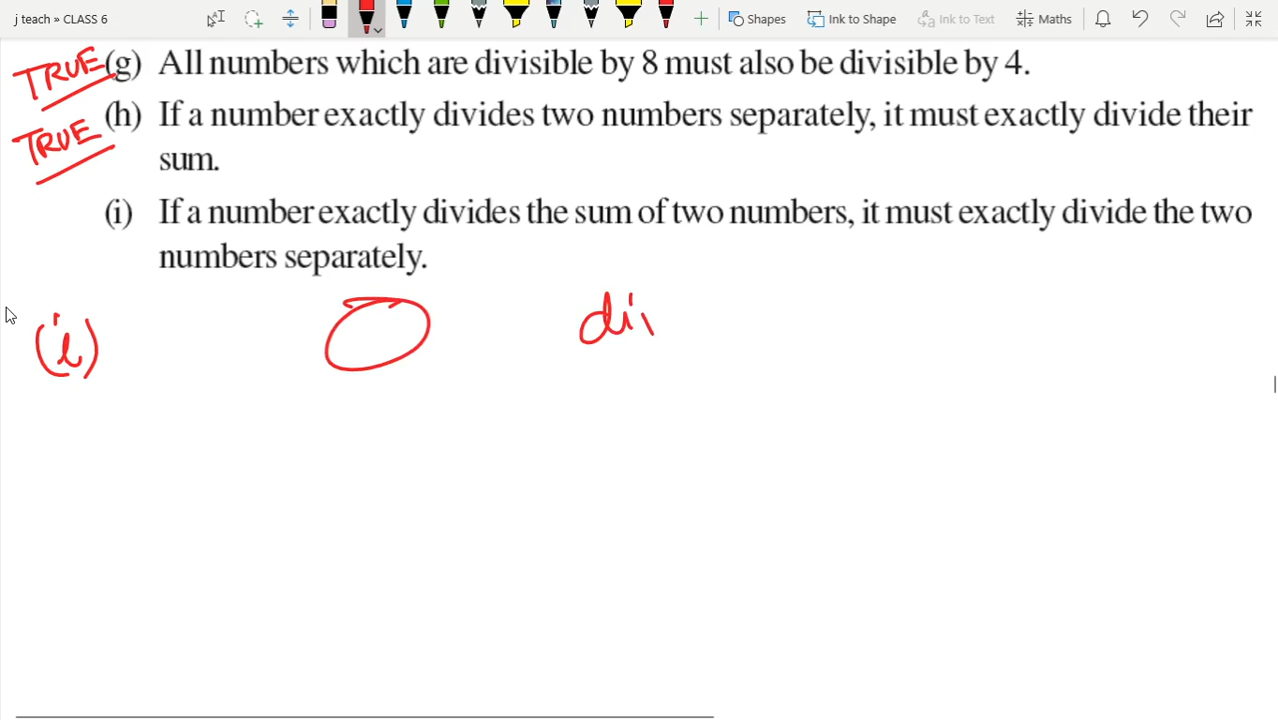 j teach » CLASS 6
Shapes Ink to Shape Ink to Text Maths
TRUE (g) All numbers which are divisible by 8 must also be divisible by 4.
TRUE (h) If a number exactly divides two numbers separately, it must exactly divide their
sum.
(i) If a number exactly divides the sum of two numbers, it must exactly divide the two
numbers separately.
(i) div